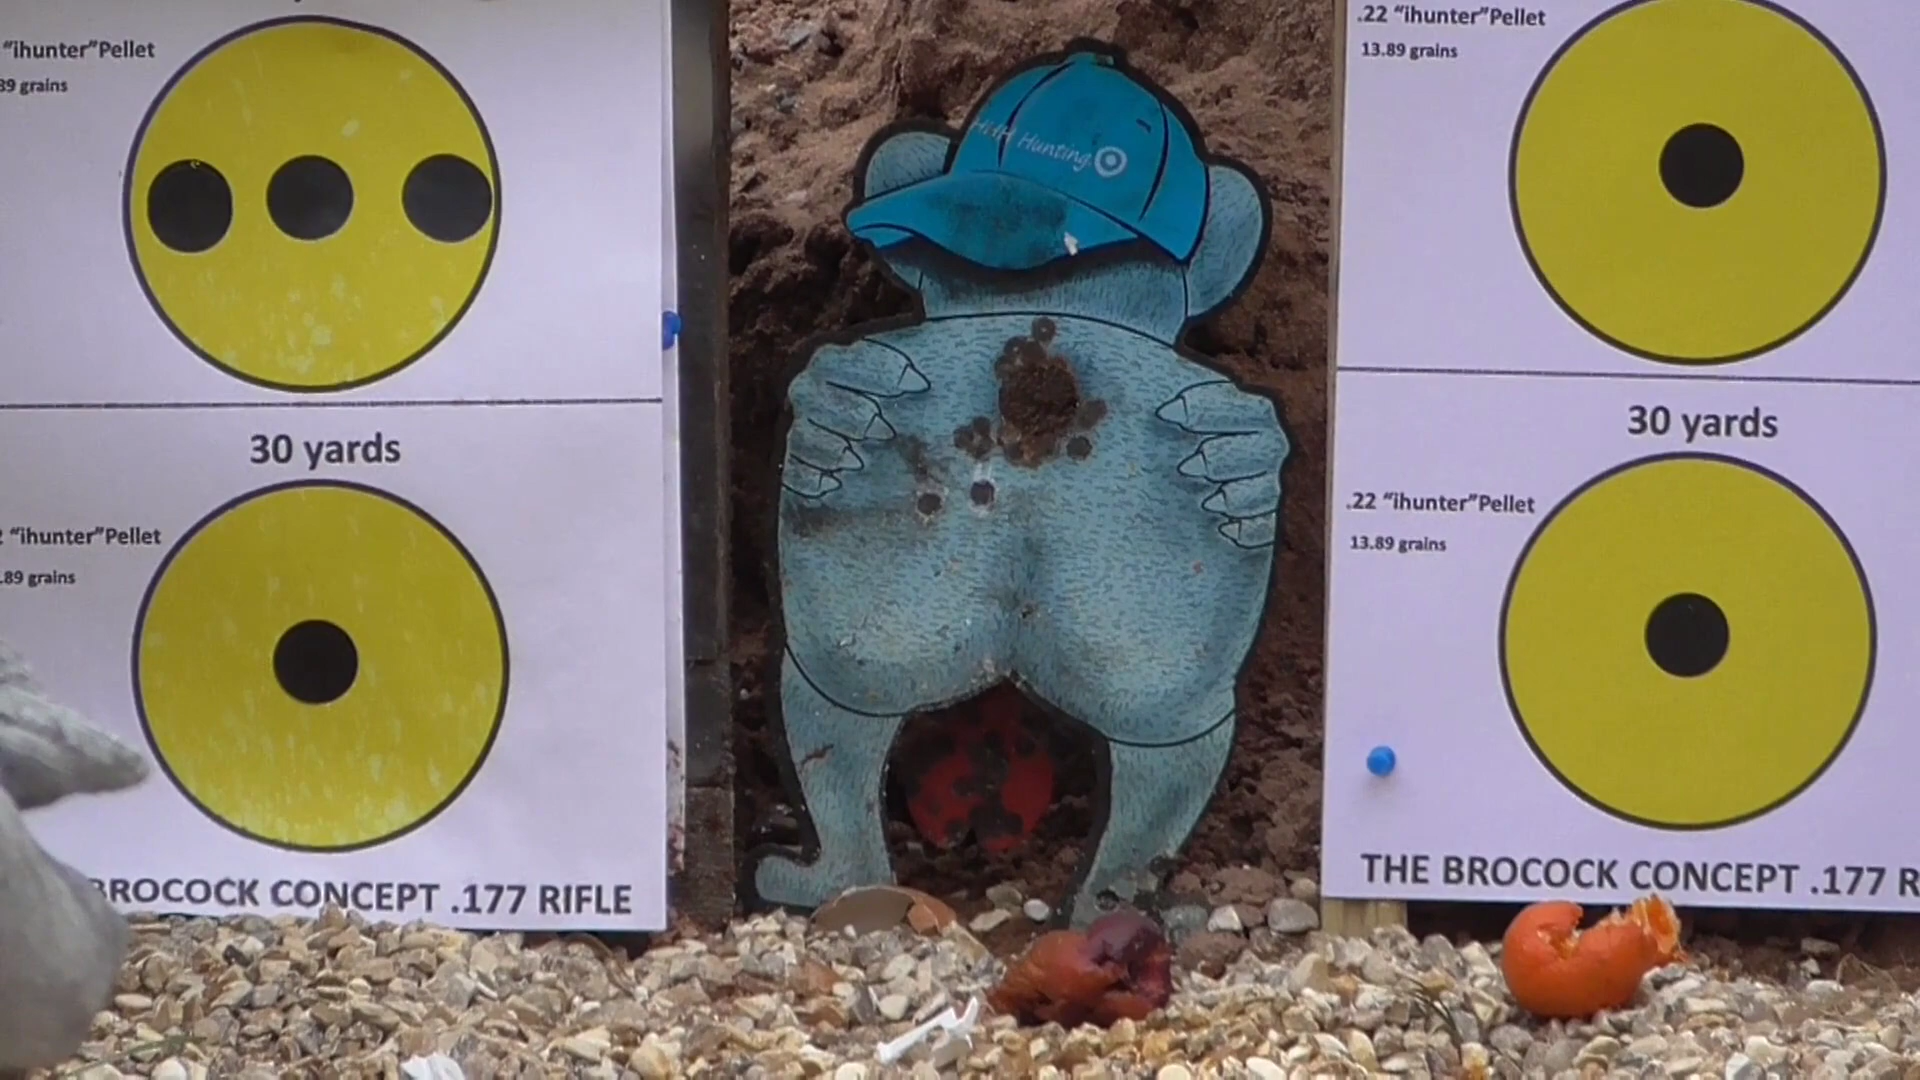 "ihunter"Pellet
89 grains
30 yards
"ihunter"Pellet
.89 grains
BROCOCK CONCEPT .177 RIFLE
Hunting
.22 "ihunter"Pellet
13.89 grains
30 yards
.22 "ihunter"Pellet
13.89 grains
THE BROCOCK CONCEPT .177 R